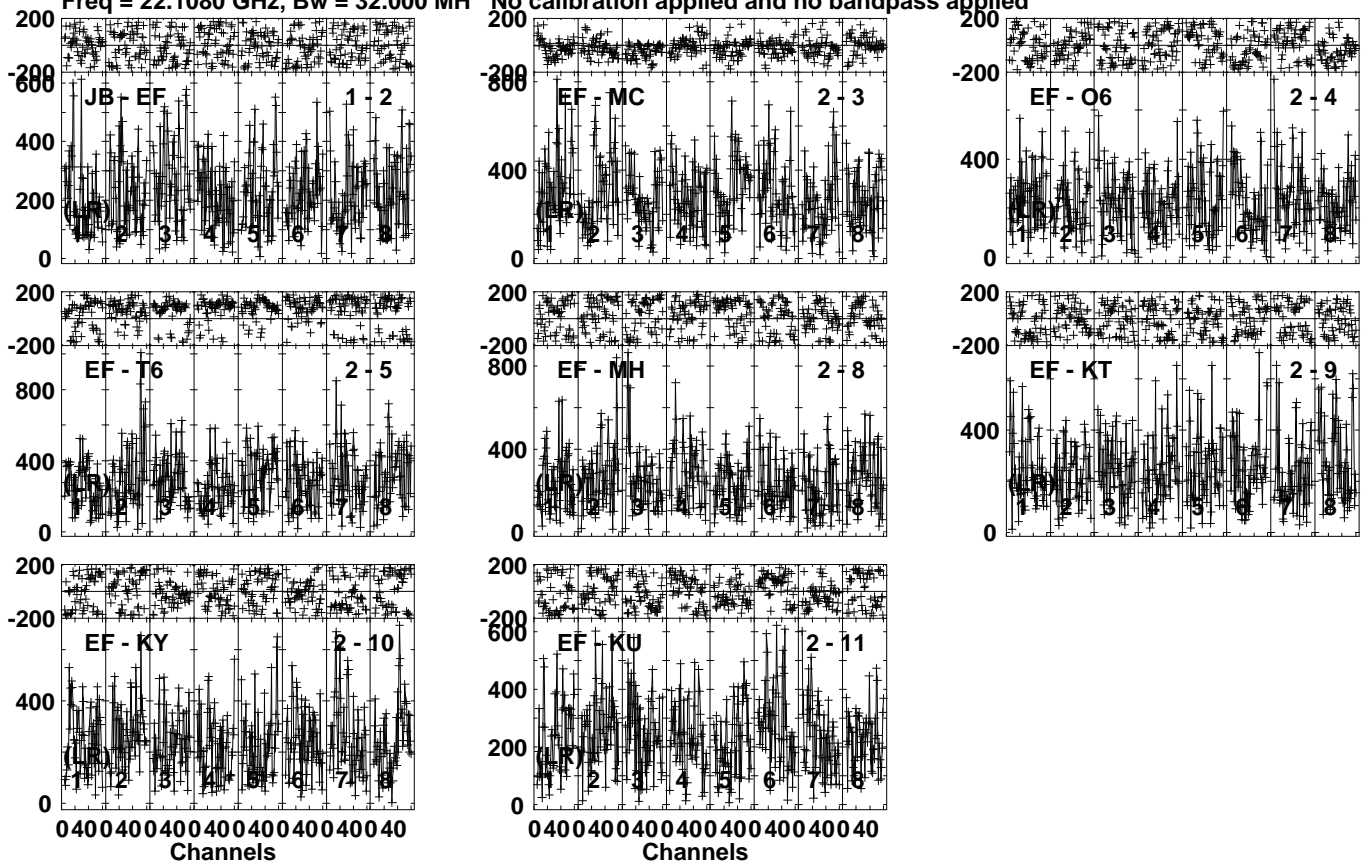 Freq = 22.1080 GHz, Bw = 32.000 MH No calibration applied and no bandpass applied
200
-200
600
400
200
0
JB - EF 1 - 2
(LR)
1 2 3 4 5 6 7 8
200
-200
800
400
0
EF - MC 2 - 3
(LR)
1 2 3 4 5 6 7 8
200
-200
400
0
EF - O6 2 - 4
(LR)
1 2 3 4 5 6 7 8
200
-200
800
400
0
EF - T6 2 - 5
(LR)
1 2 3 4 5 6 7 8
200
-200
800
400
0
EF - MH 2 - 8
(LR)
1 2 3 4 5 6 7 8
200
-200
400
0
EF - KT 2 - 9
(LR)
1 2 3 4 5 6 7 8
200
-200
400
0
EF - KY 2 - 10
(LR)
1 2 3 4 5 6 7 8
200
-200
600
400
200
0
EF - KU 2 - 11
(LR)
1 2 3 4 5 6 7 8
0 40 0 40 0 40 0 40 0 40 0 40 0 40 0 40
Channels
0 40 0 40 0 40 0 40 0 40 0 40 0 40 0 40
Channels